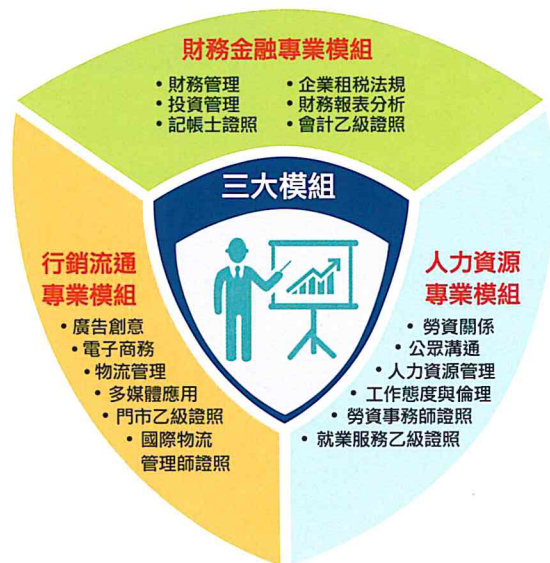 財務金融專業模組
• 財務管理 • 企業租稅法規
• 投資管理 • 財務報表分析
• 記帳士證照 • 會計乙級證照
三大模組
行銷流通
專業模組
• 廣告創意
• 電子商務
• 物流管理
• 多媒體應用
• 門市乙級證照
• 國際物流
管理師證照
人力資源
專業模組
• 勞資關係
• 公眾溝通
• 人力資源管理
• 工作態度與倫理
• 勞資事務師證照
• 就業服務乙級證照